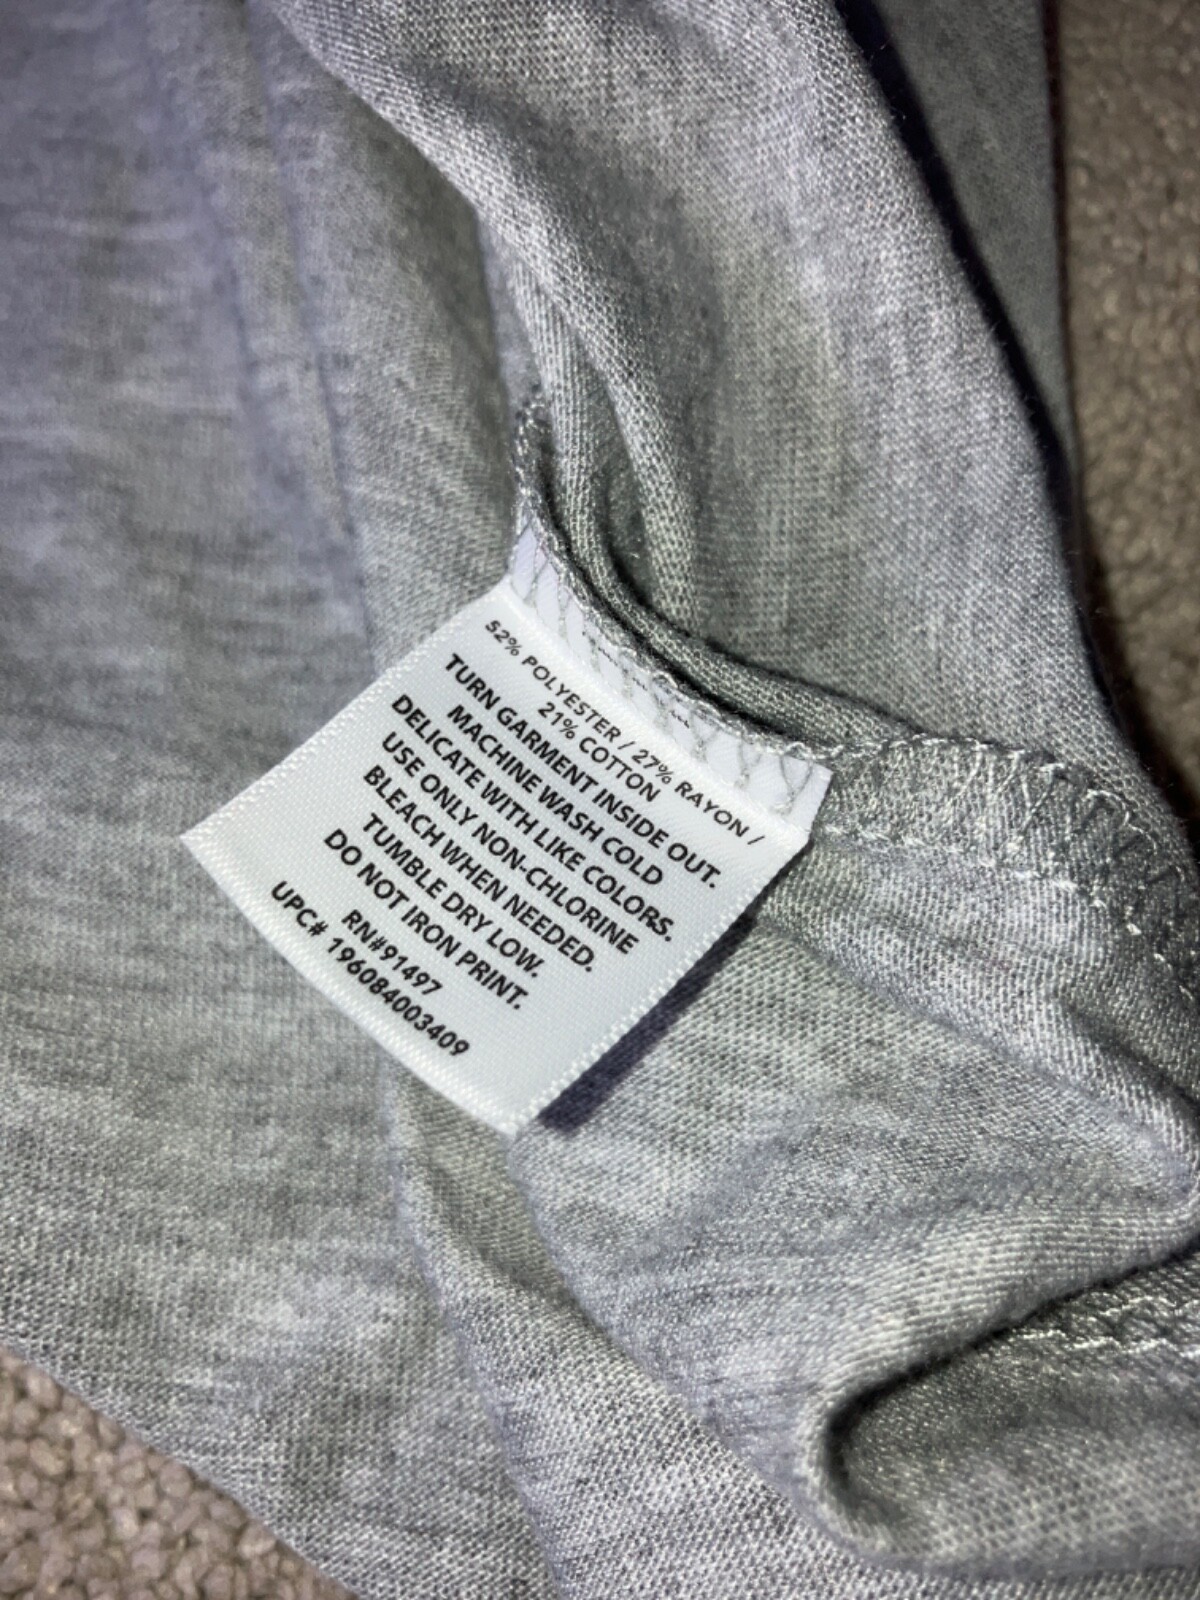 52% POLYESTER / 27% RAYON /
21% COTTON
TURN GARMENT INSIDE OUT.
MACHINE WASH COLD
DELICATE WITH LIKE COLORS.
USE ONLY NON-CHLORINE
BLEACH WHEN NEEDED.
TUMBLE DRY LOW.
DO NOT IRON PRINT.
RN#91497
UPC# 196084003409